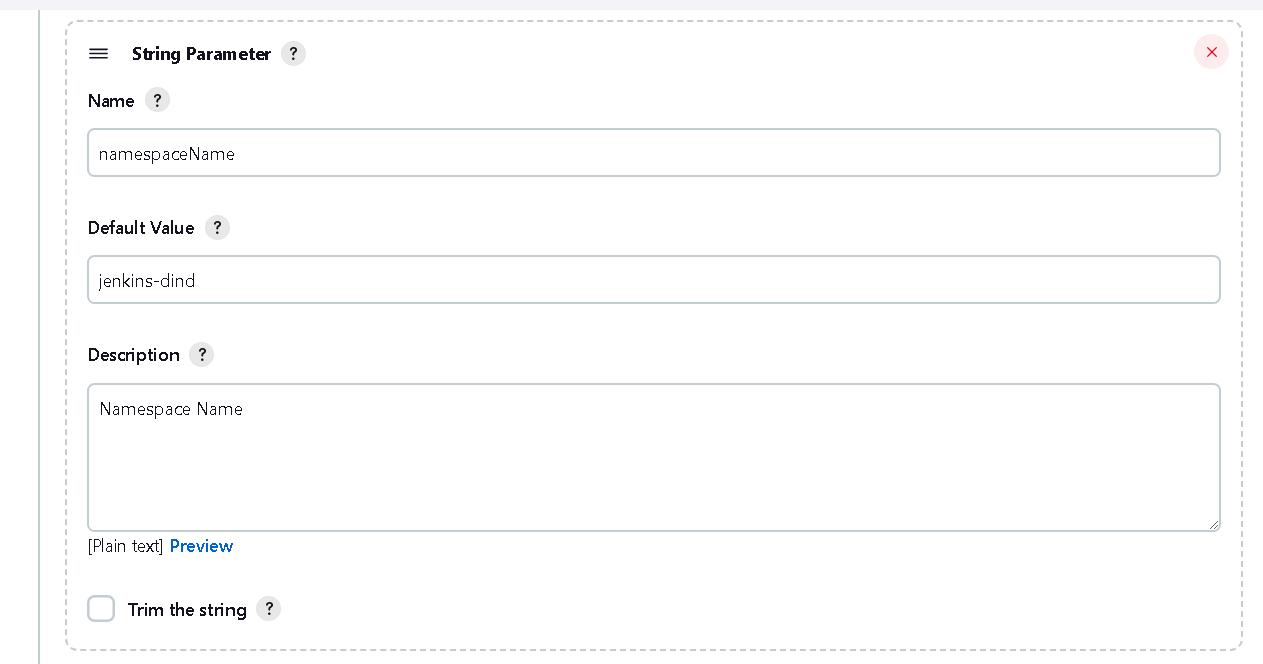 String Parameter ?
Name ?
namespaceName
Default Value ?
jenkins-dind
Description ?
Namespace Name
[Plain text] Preview
Trim the string ?